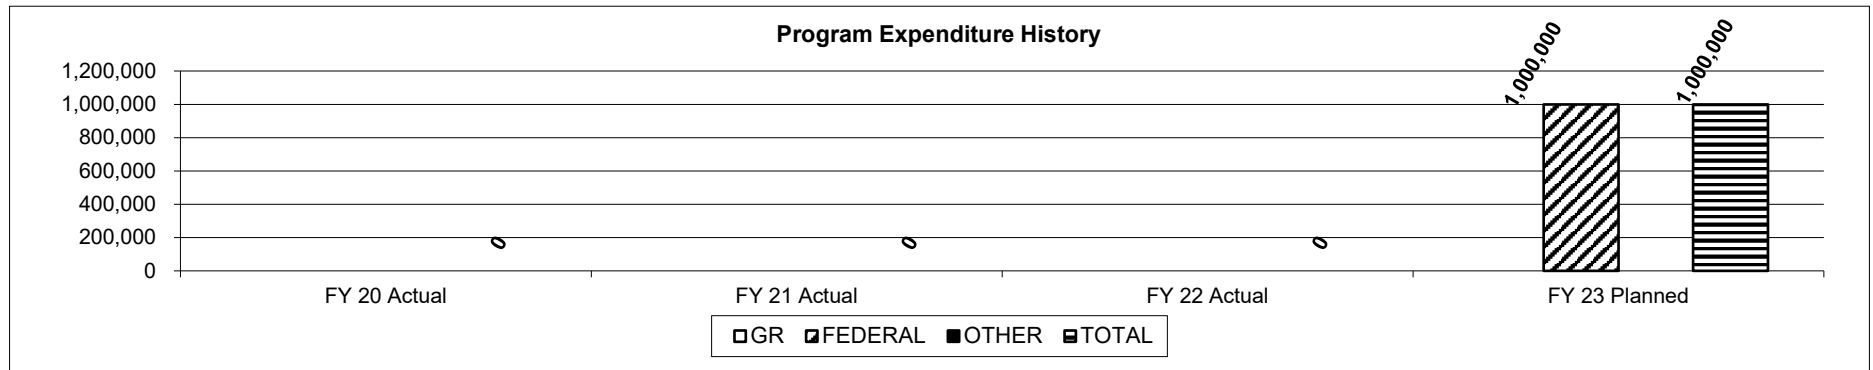 Program Expenditure History
1,200,000
1,000,000
800,000
600,000
400,000
200,000
0
0
0
0
1,000,000
1,000,000
FY 20 Actual
FY 21 Actual
FY 22 Actual
FY 23 Planned
GR FEDERAL OTHER TOTAL